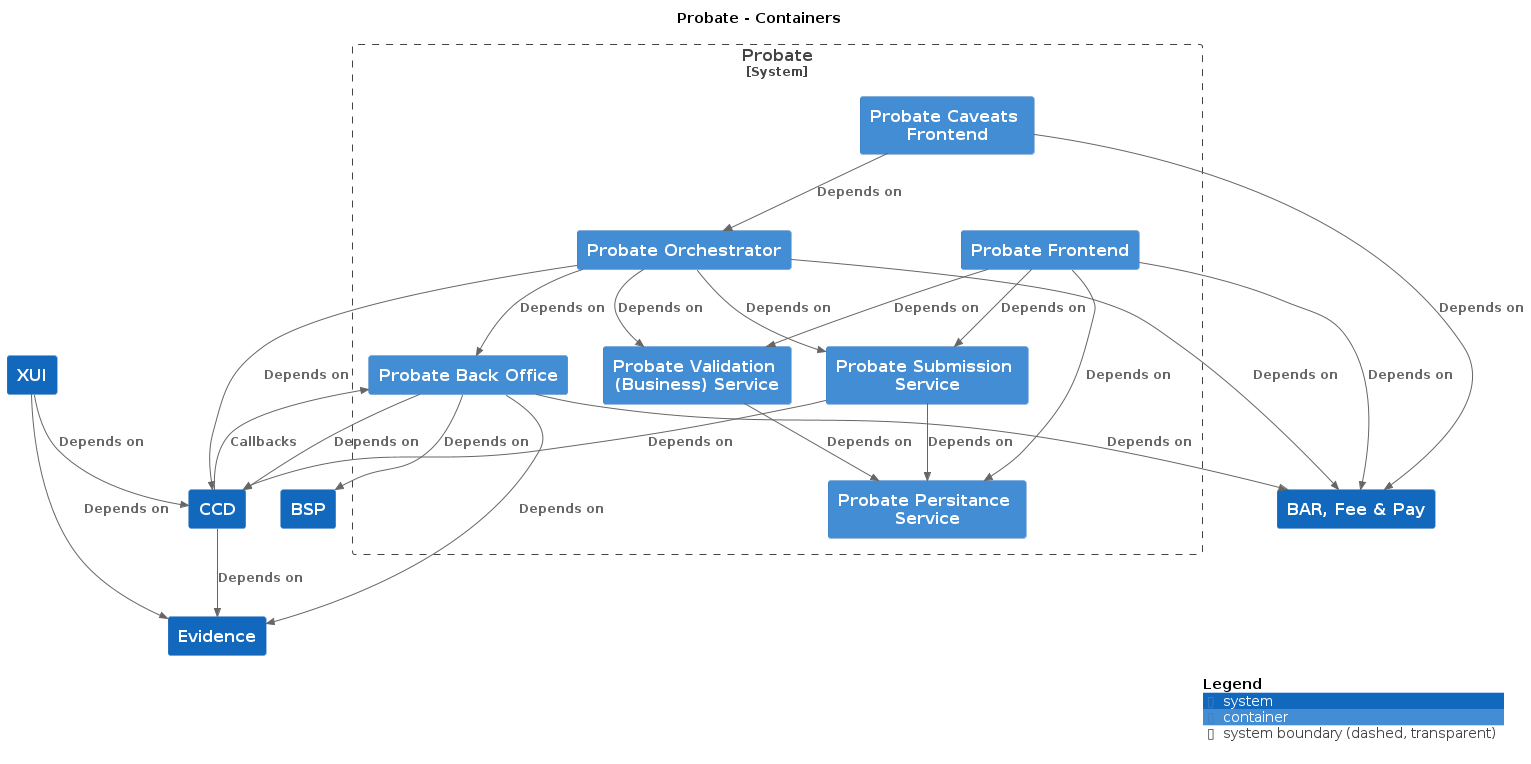 Probate - Containers
Probate
[System]
Probate Caveats
Frontend
Depends on
Probate Orchestrator
Probate Frontend
Depends on
Depends on
Depends on
Depends on
Depends on
Depends on
XUI
Depends on
Probate Back Office
Probate Validation
(Business) Service
Probate Submission
Service
Depends on
Depends on
Depends on
Depends on
Callbacks
Depends on
Depends on
Depends on
Depends on
Depends on
Depends on
Depends on
CCD
BSP
Depends on
Probate Persitance
Service
BAR, Fee & Pay
Depends on
Evidence
Legend
system
container
system boundary (dashed, transparent)